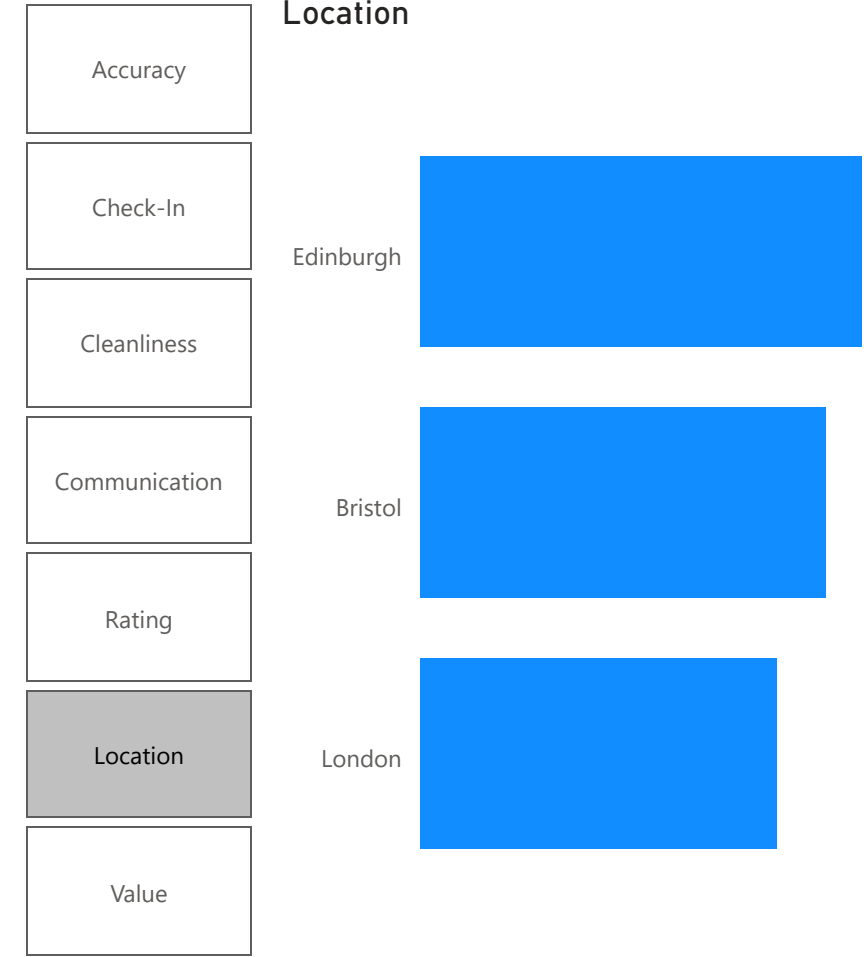 Location
Accuracy
Check-In
Cleanliness
Communication
Rating
Location
Value
Edinburgh
Bristol
London